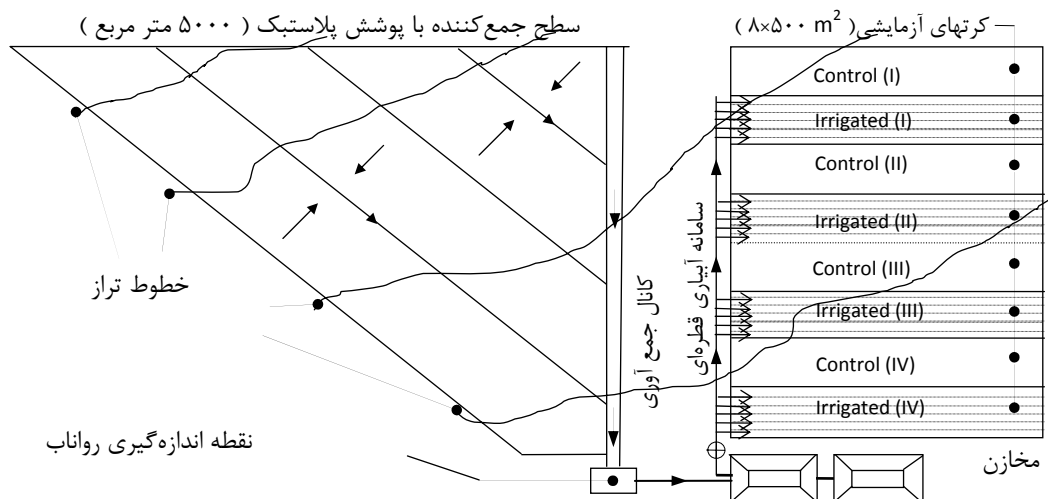 سطح جمع‌کننده با پوشش پلاستبک ( ۵۰۰۰ متر مربع )
کرتهای آزمایشی( ۸×۵۰۰ m² )
Control (I)
Irrigated (I)
Control (II)
Irrigated (II)
Control (III)
Irrigated (III)
Control (IV)
Irrigated (IV)
سامانه آبیاری قطره‌ای
کانال جمع آوری
خطوط تراز
نقطه اندازه‌گیری رواناب
مخازن